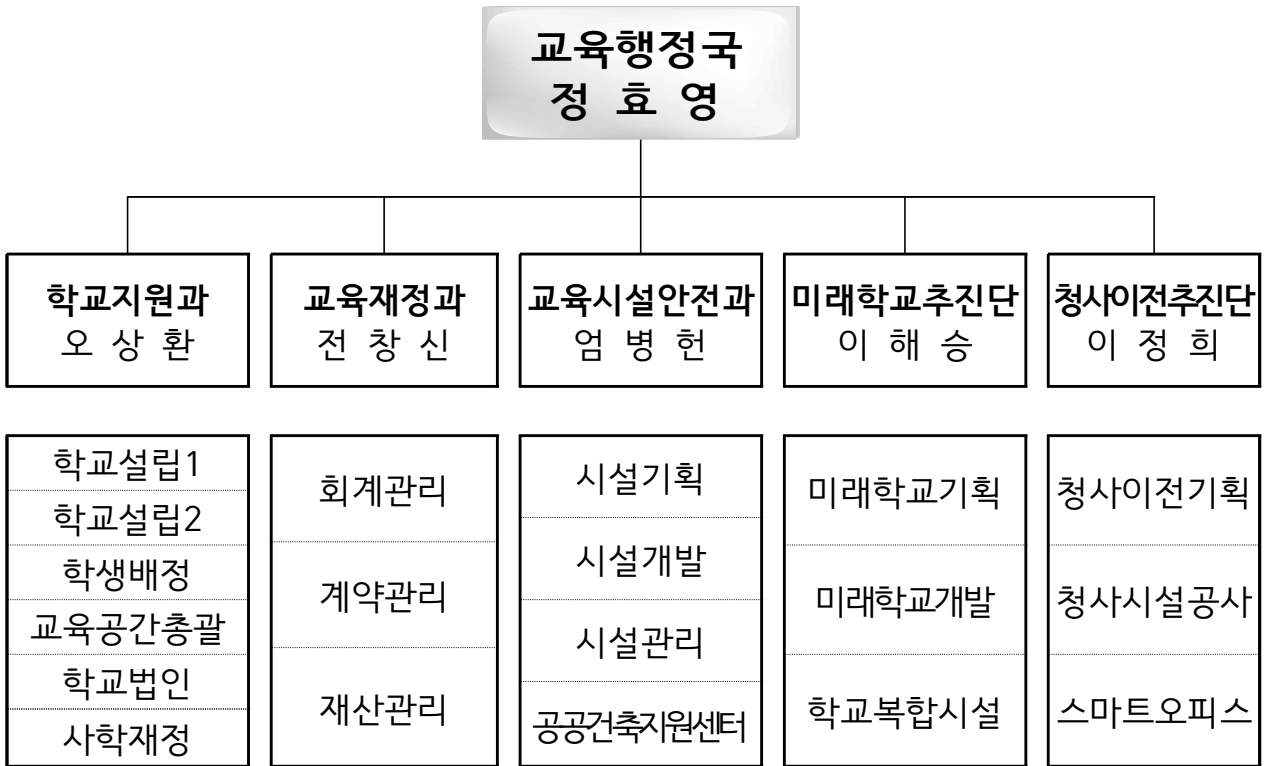 교육행정국
정 효 영
학교지원과
오 상 환
교육재정과
전 창 신
교육시설안전과
엄 병 헌
미래학교추진단
이 해 승
청사이전추진단
이 정 희
학교설립1
학교설립2
학생배정
교육공간총괄
학교법인
사학재정
회계관리
계약관리
재산관리
시설기획
시설개발
시설관리
공공건축지원센터
미래학교기획
미래학교개발
학교복합시설
청사이전기획
청사시설공사
스마트오피스